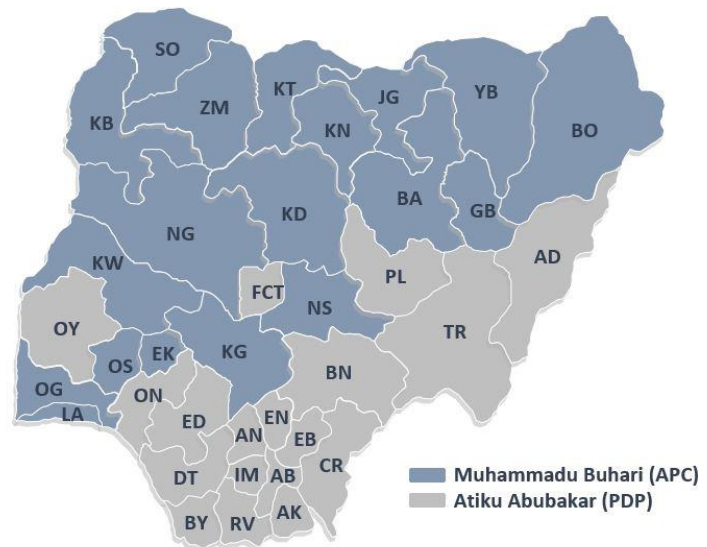 SO
KT
JG
YB
ZM
KB
KN
BO
BA
GB
KD
NG
AD
KW
PL
FCT
NS
TR
OY
EK
OS
KG
BN
OG
ON
LA
ED
EN
AN
EB
CR
DT
IM
AB
BY
RV
AK
Muhammadu Buhari (APC)
Atiku Abubakar (PDP)